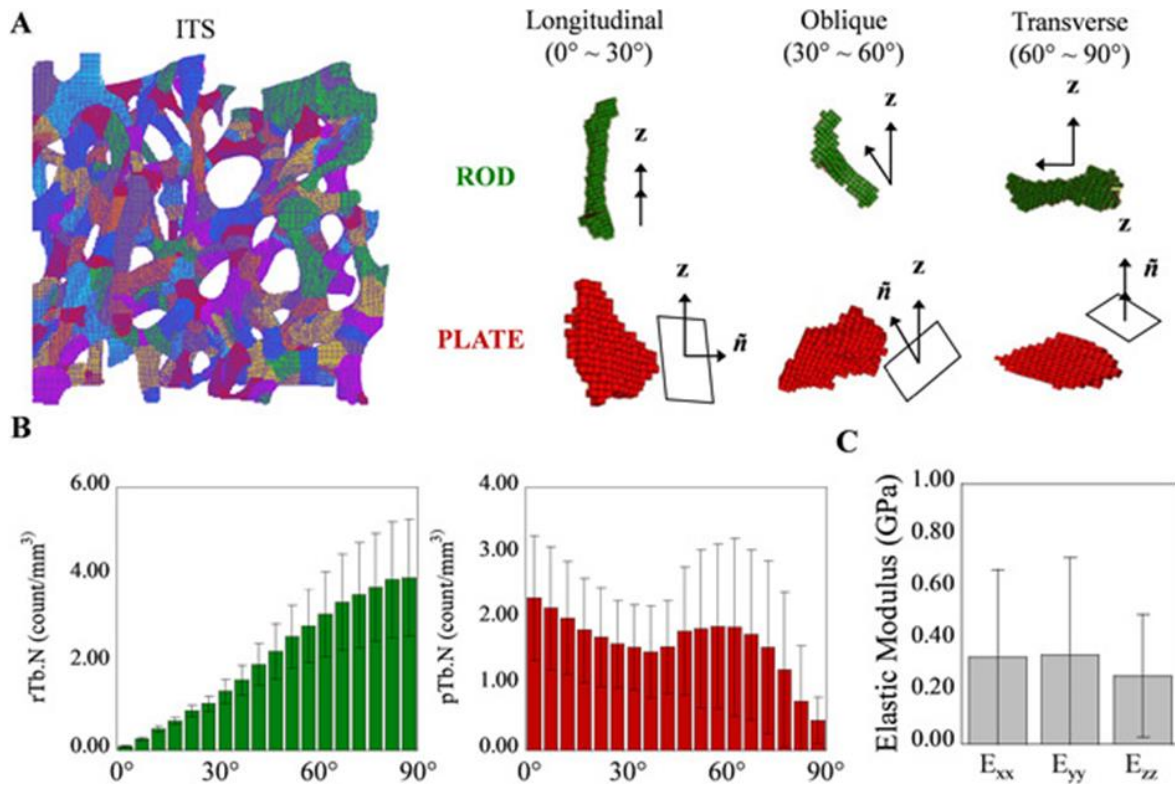 A
ITS
Longitudinal
(0° ~ 30°)
Oblique
(30° ~ 60°)
Transverse
(60° ~ 90°)
ROD
z
z
z
PLATE
z
ñ
z
ñ
z
ñ
B
rTb.N (count/mm³)
6.00
4.00
2.00
0.00
0°
30°
60°
90°
pTb.N (count/mm³)
4.00
3.00
2.00
1.00
0.00
0°
30°
60°
90°
C
Elastic Modulus (GPa)
1.00
0.80
0.60
0.40
0.20
0.00
Exx
Eyy
Ezz